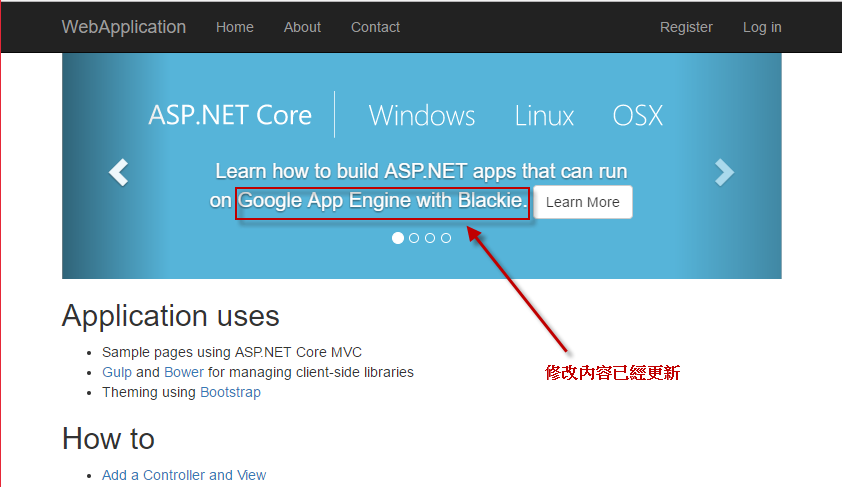 WebApplication Home About Contact Register Log in
ASP.NET Core Windows Linux OSX
Learn how to build ASP.NET apps that can run
on Google App Engine with Blackie. Learn More
Application uses
Sample pages using ASP.NET Core MVC
Gulp and Bower for managing client-side libraries
Theming using Bootstrap
修改內容已經更新
How to
Add a Controller and View